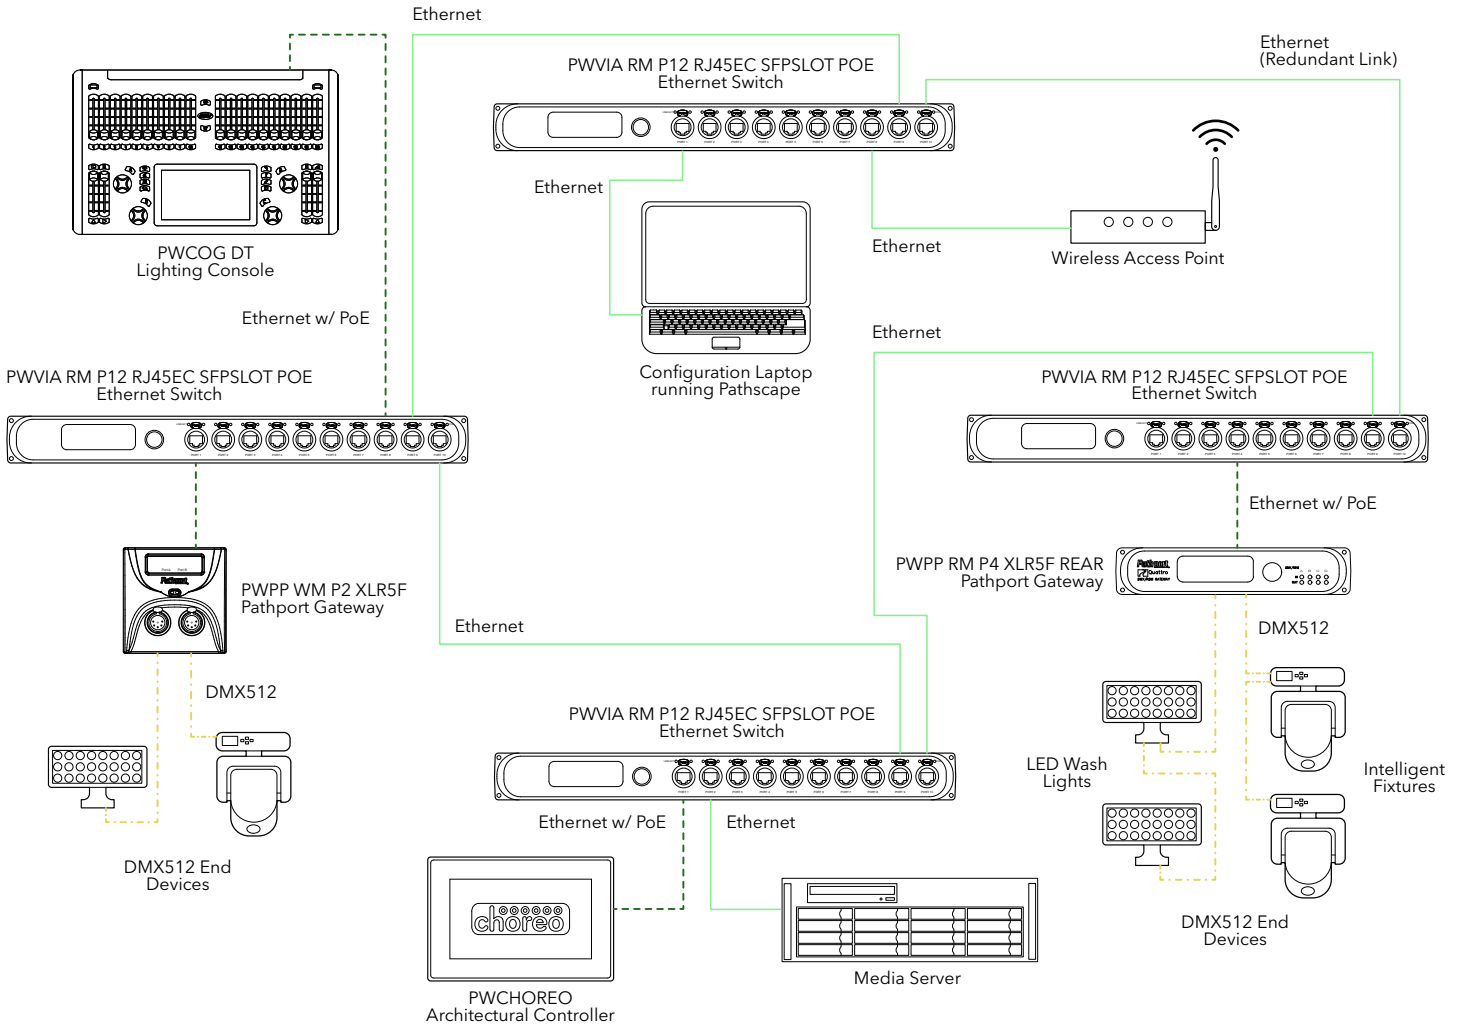 Ethernet
PWVIA RM P12 RJ45EC SFPSLOT POE
Ethernet Switch
Ethernet
(Redundant Link)
Ethernet
Ethernet
Wireless Access Point
PWCOG DT
Lighting Console
Ethernet w/ PoE
Configuration Laptop
running Pathscape
Ethernet
PWVIA RM P12 RJ45EC SFPSLOT POE
Ethernet Switch
PWVIA RM P12 RJ45EC SFPSLOT POE
Ethernet Switch
Ethernet w/ PoE
PWPP WM P2 XLR5F
Pathport Gateway
PWPP RM P4 XLR5F REAR
Pathport Gateway
Pathport
Quattro
Ethernet
DMX512
DMX512
PWVIA RM P12 RJ45EC SFPSLOT POE
Ethernet Switch
LED Wash
Lights
Intelligent
Fixtures
Ethernet w/ PoE
Ethernet
DMX512 End
Devices
choreo
DMX512 End
Devices
Media Server
PWCHOREO
Architectural Controller